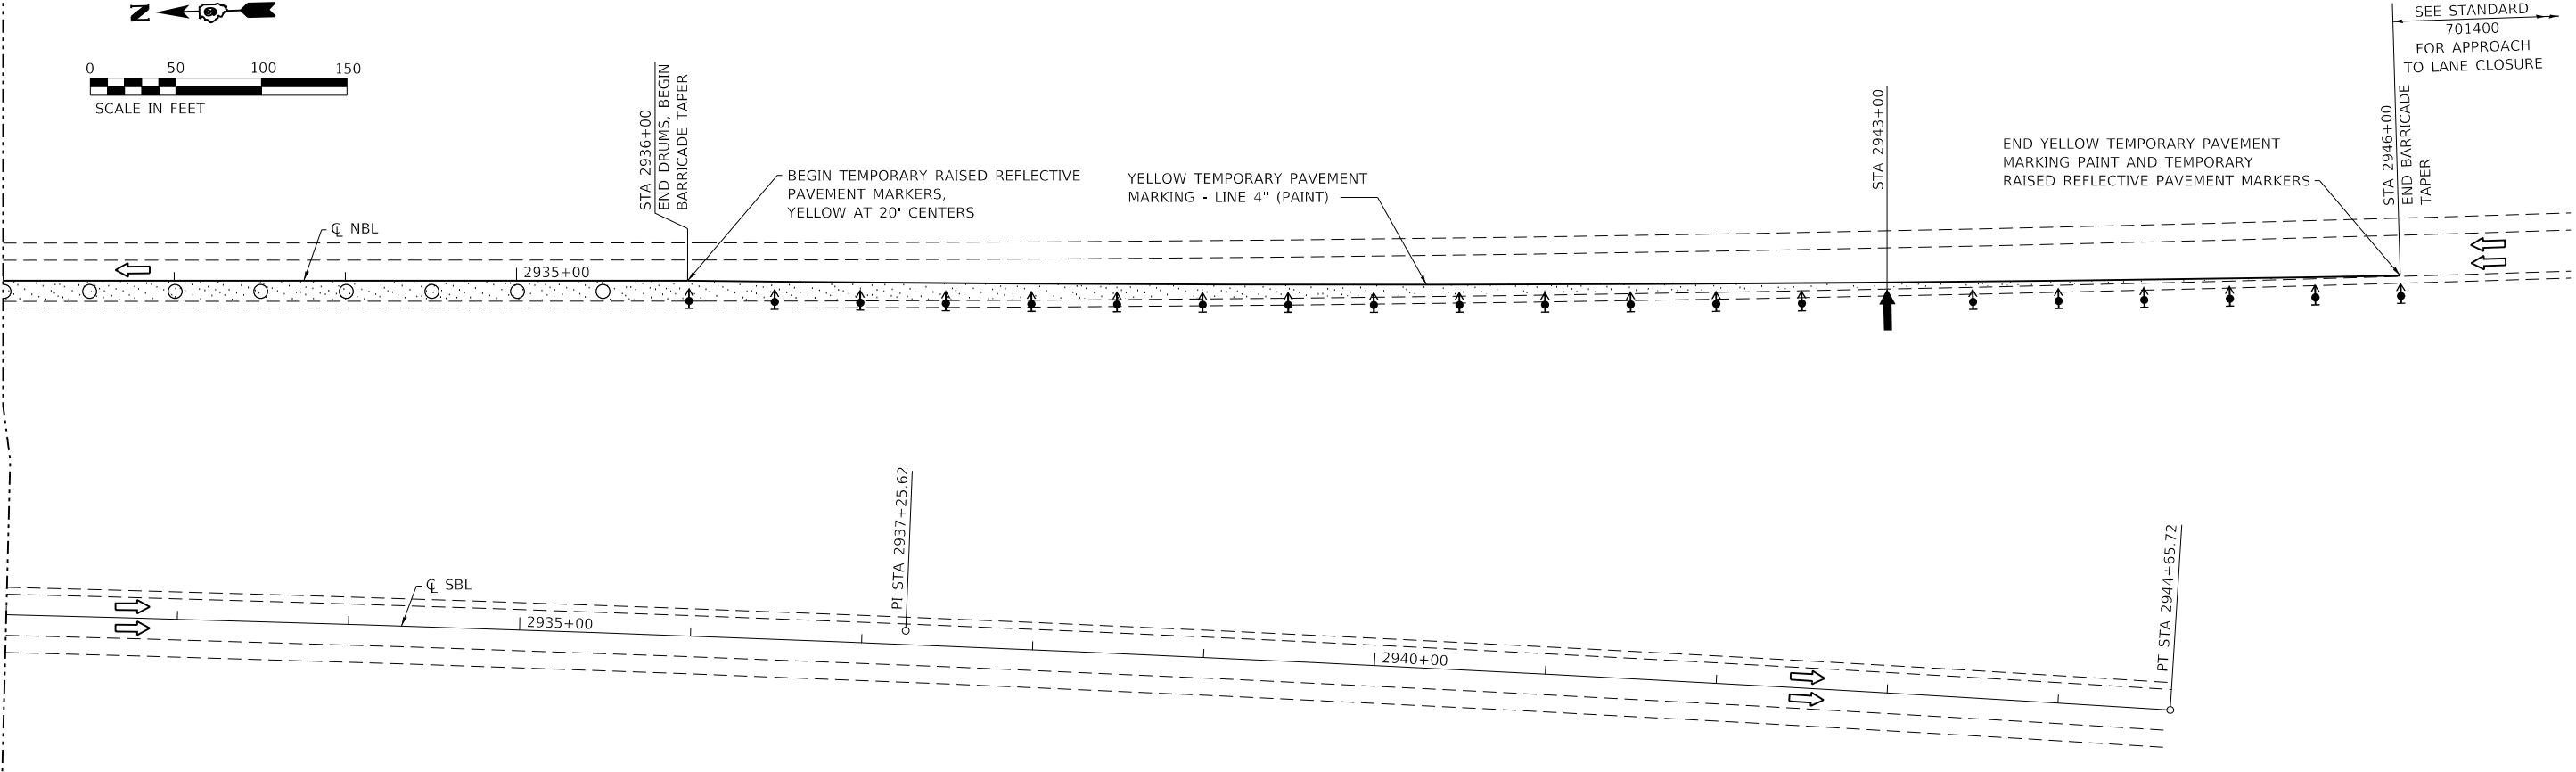 N
0 50 100 150
SCALE IN FEET
STA 2936+00
END DRUMS, BEGIN
BARRICADE TAPER
BEGIN TEMPORARY RAISED REFLECTIVE
PAVEMENT MARKERS,
YELLOW AT 20' CENTERS
YELLOW TEMPORARY PAVEMENT
MARKING - LINE 4" (PAINT)
STA 2943+00
END YELLOW TEMPORARY PAVEMENT
MARKING PAINT AND TEMPORARY
RAISED REFLECTIVE PAVEMENT MARKERS
STA 2946+00
END BARRICADE
TAPER
SEE STANDARD
701400
FOR APPROACH
TO LANE CLOSURE
℄ NBL
2935+00
PI STA 2937+25.62
℄ SBL
2935+00
2940+00
PT STA 2944+65.72